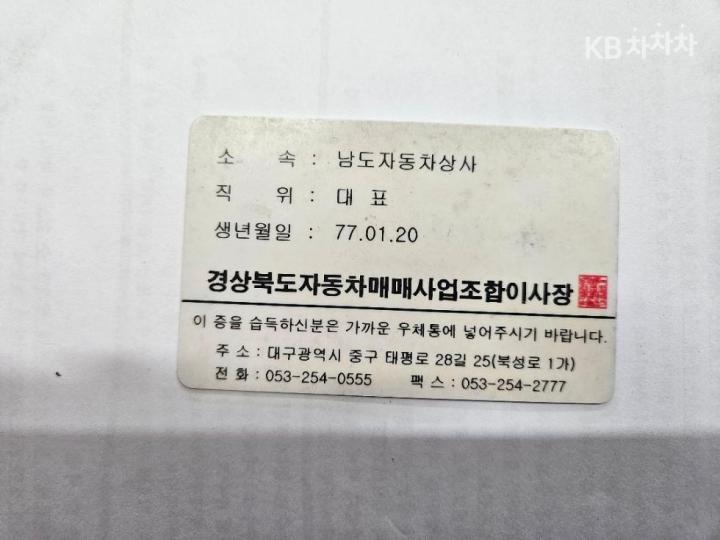 KB차차차
소 속 : 남도자동차상사
직 위 : 대 표
생년월일 : 77.01.20
경상북도자동차매매사업조합이사장
이 증을 습득하신분은 가까운 우체통에 넣어주시기 바랍니다.
주 소 : 대구광역시 중구 태평로 28길 25(북성로 1가)
전 화 : 053-254-0555 팩 스 : 053-254-2777